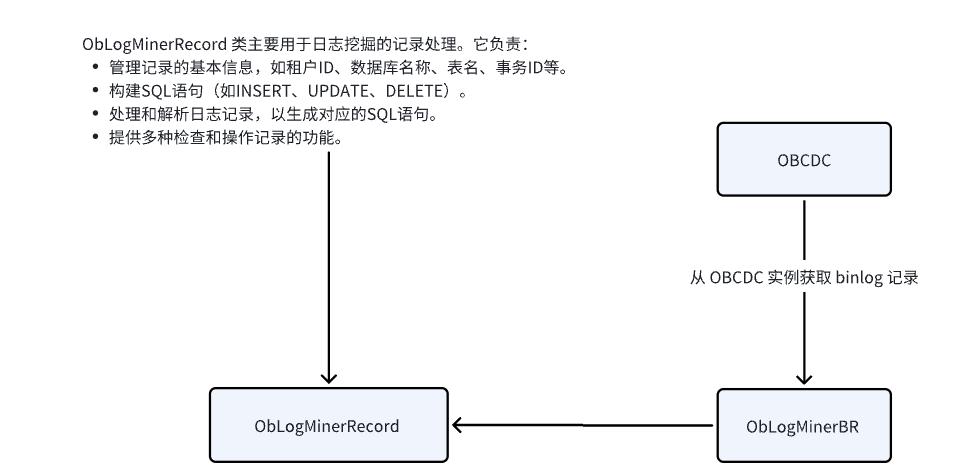 ObLogMinerRecord 类主要用于日志挖掘的记录处理。它负责：
• 管理记录的基本信息，如租户ID、数据库名称、表名、事务ID等。
• 构建SQL语句（如INSERT、UPDATE、DELETE）。
• 处理和解析日志记录，以生成对应的SQL语句。
• 提供多种检查和操作记录的功能。
OBCDC
从 OBCDC 实例获取 binlog 记录
ObLogMinerRecord
ObLogMinerBR